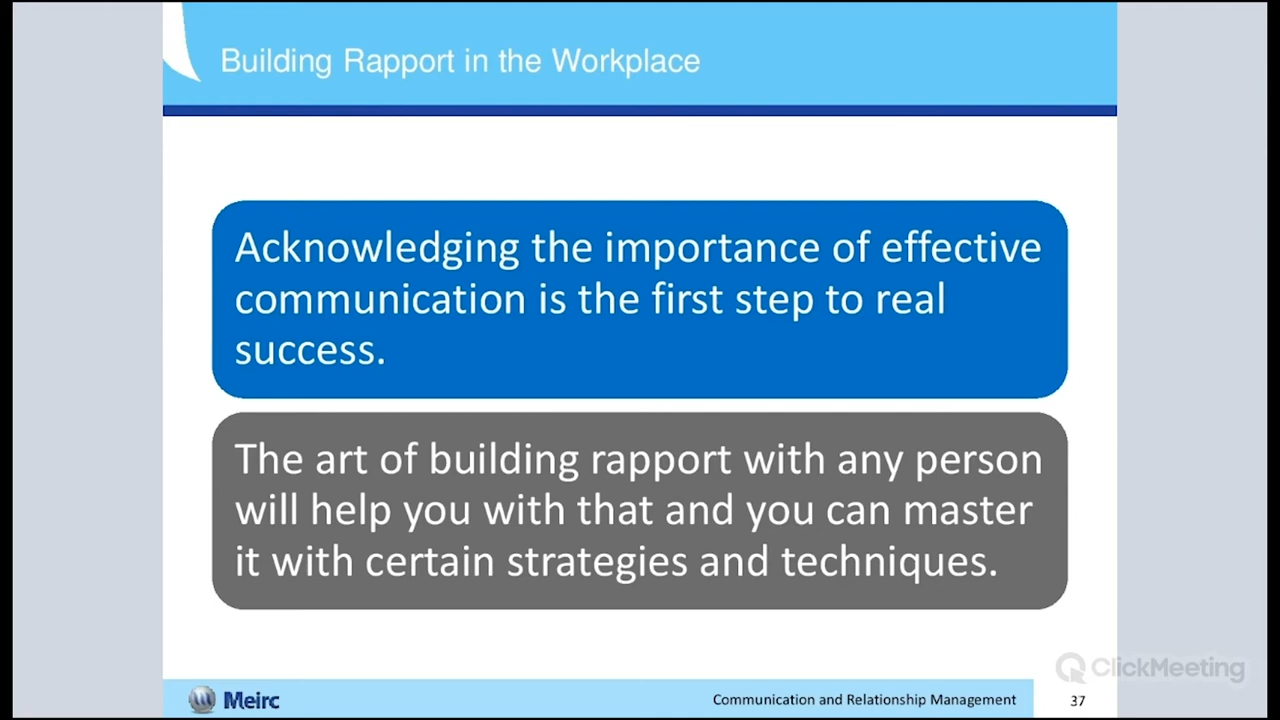 Building Rapport in the Workplace
Acknowledging the importance of effective
communication is the first step to real
success.
The art of building rapport with any person
will help you with that and you can master
it with certain strategies and techniques.
ClickMeeting
Meirc
Communication and Relationship Management
37